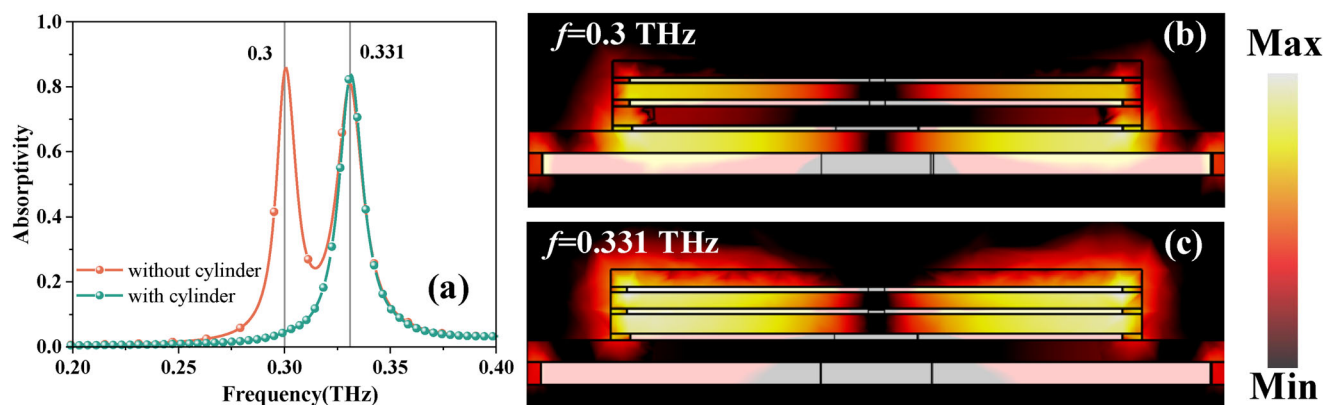 1.0
0.8
0.6
0.4
0.2
0.0
Absorptivity
0.3
0.331
without cylinder
with cylinder
(a)
0.20
0.25
0.30
0.35
0.40
Frequency(THz)
f=0.3 THz
(b)
f=0.331 THz
(c)
Max
Min